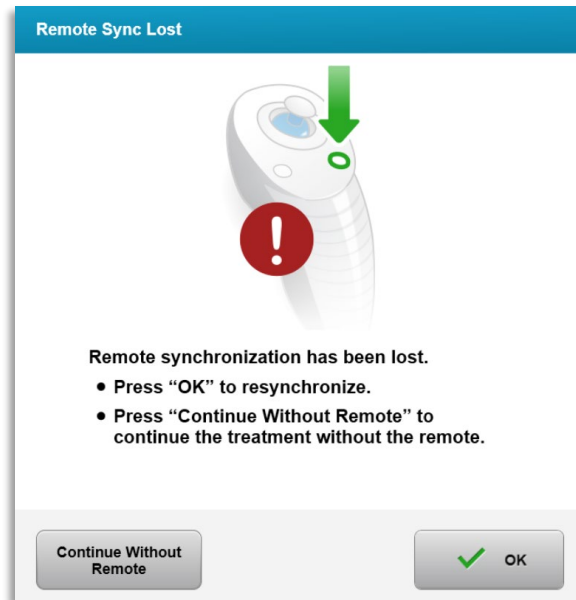 Remote Sync Lost
Remote synchronization has been lost.
• Press “OK” to resynchronize.
• Press “Continue Without Remote” to
continue the treatment without the remote.
Continue Without
Remote
OK